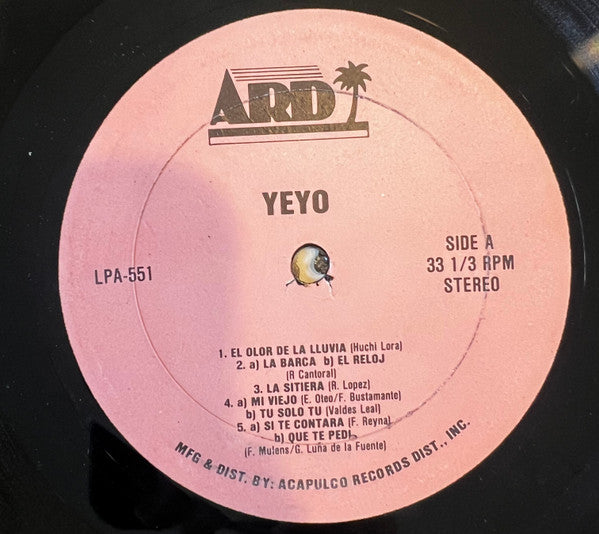 ARD
YEYO
LPA-551
SIDE A
33 1/3 RPM
STEREO
1. EL OLOR DE LA LLUVIA (Huchi Lora)
2. a) LA BARCA b) EL RELOJ
(R Cantoral)
3. LA SITIERA (R. Lopez)
4. a) MI VIEJO (E. Oteo/F. Bustamante)
b) TU SOLO TU (Valdes Leal)
5. a) SI TE CONTARA (F. Reyna)
b) QUE TE PEDI
(F. Mulens/G. Luña de la Fuente)
MFG & DIST. BY: ACAPULCO RECORDS DIST., INC.